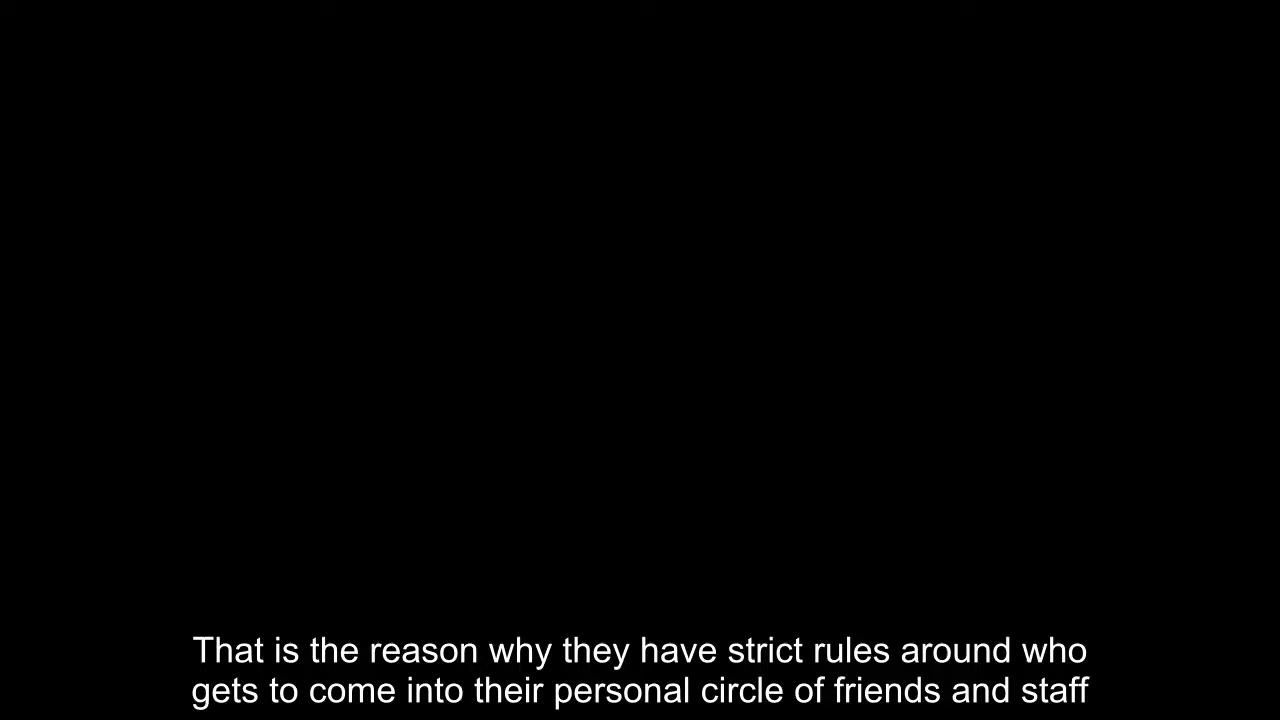 That is the reason why they have strict rules around who
gets to come into their personal circle of friends and staff